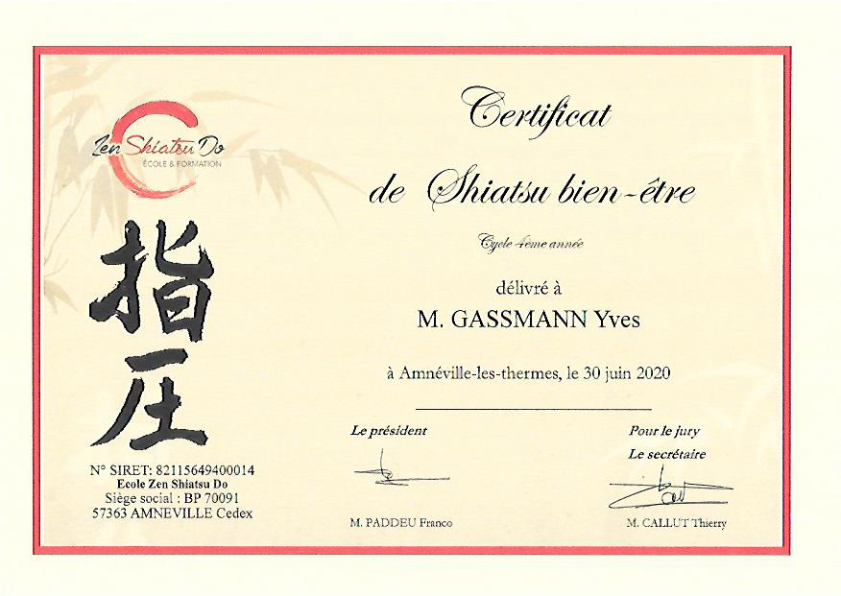 Zen Shiatsu Do
ÉCOLE & FORMATION
指圧
N° SIRET: 82115649400014
Ecole Zen Shiatsu Do
Siège social : BP 70091
57363 AMNEVILLE Cedex
Certificat
de Shiatsu bien-être
Cycle 4ème année
délivré à
M. GASSMANN Yves
à Amnéville-les-thermes, le 30 juin 2020
Le président
M. PADDEU Franco
Pour le jury
Le secrétaire
M. CALLUT Thierry